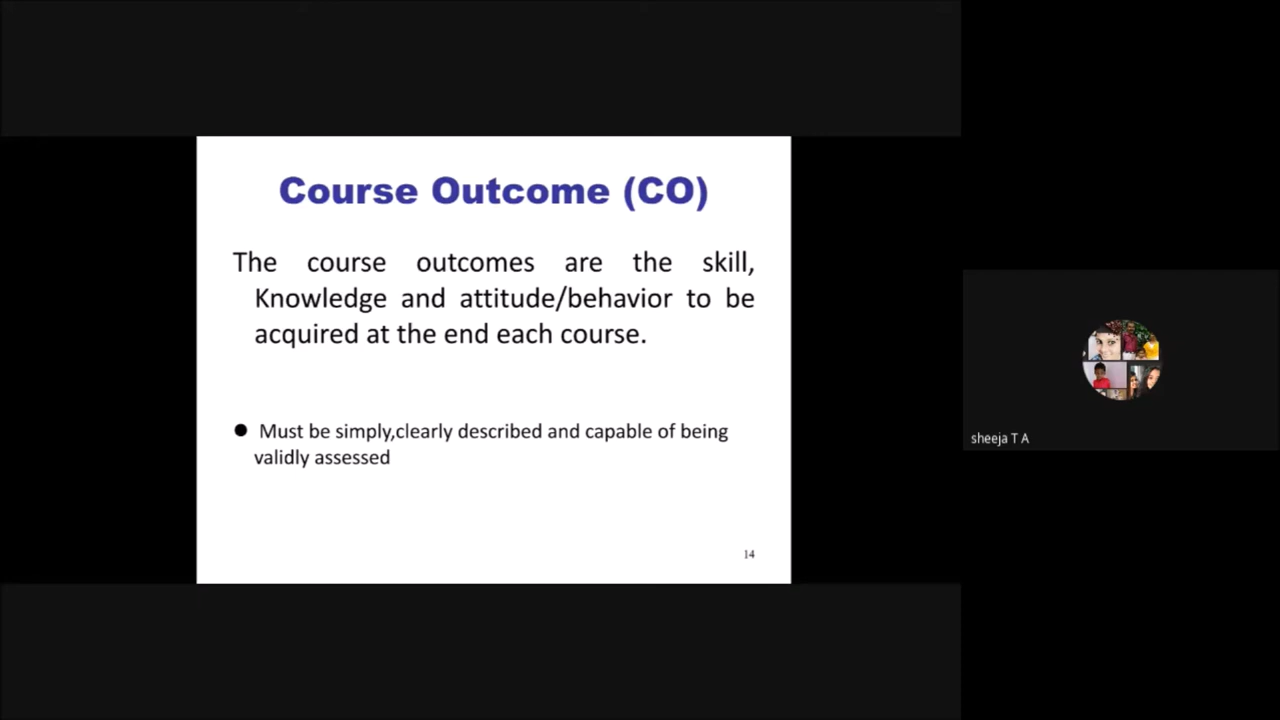 Course Outcome (CO)
The course outcomes are the skill,
Knowledge and attitude/behavior to be
acquired at the end each course.
● Must be simply,clearly described and capable of being
validly assessed
14
sheeja T A